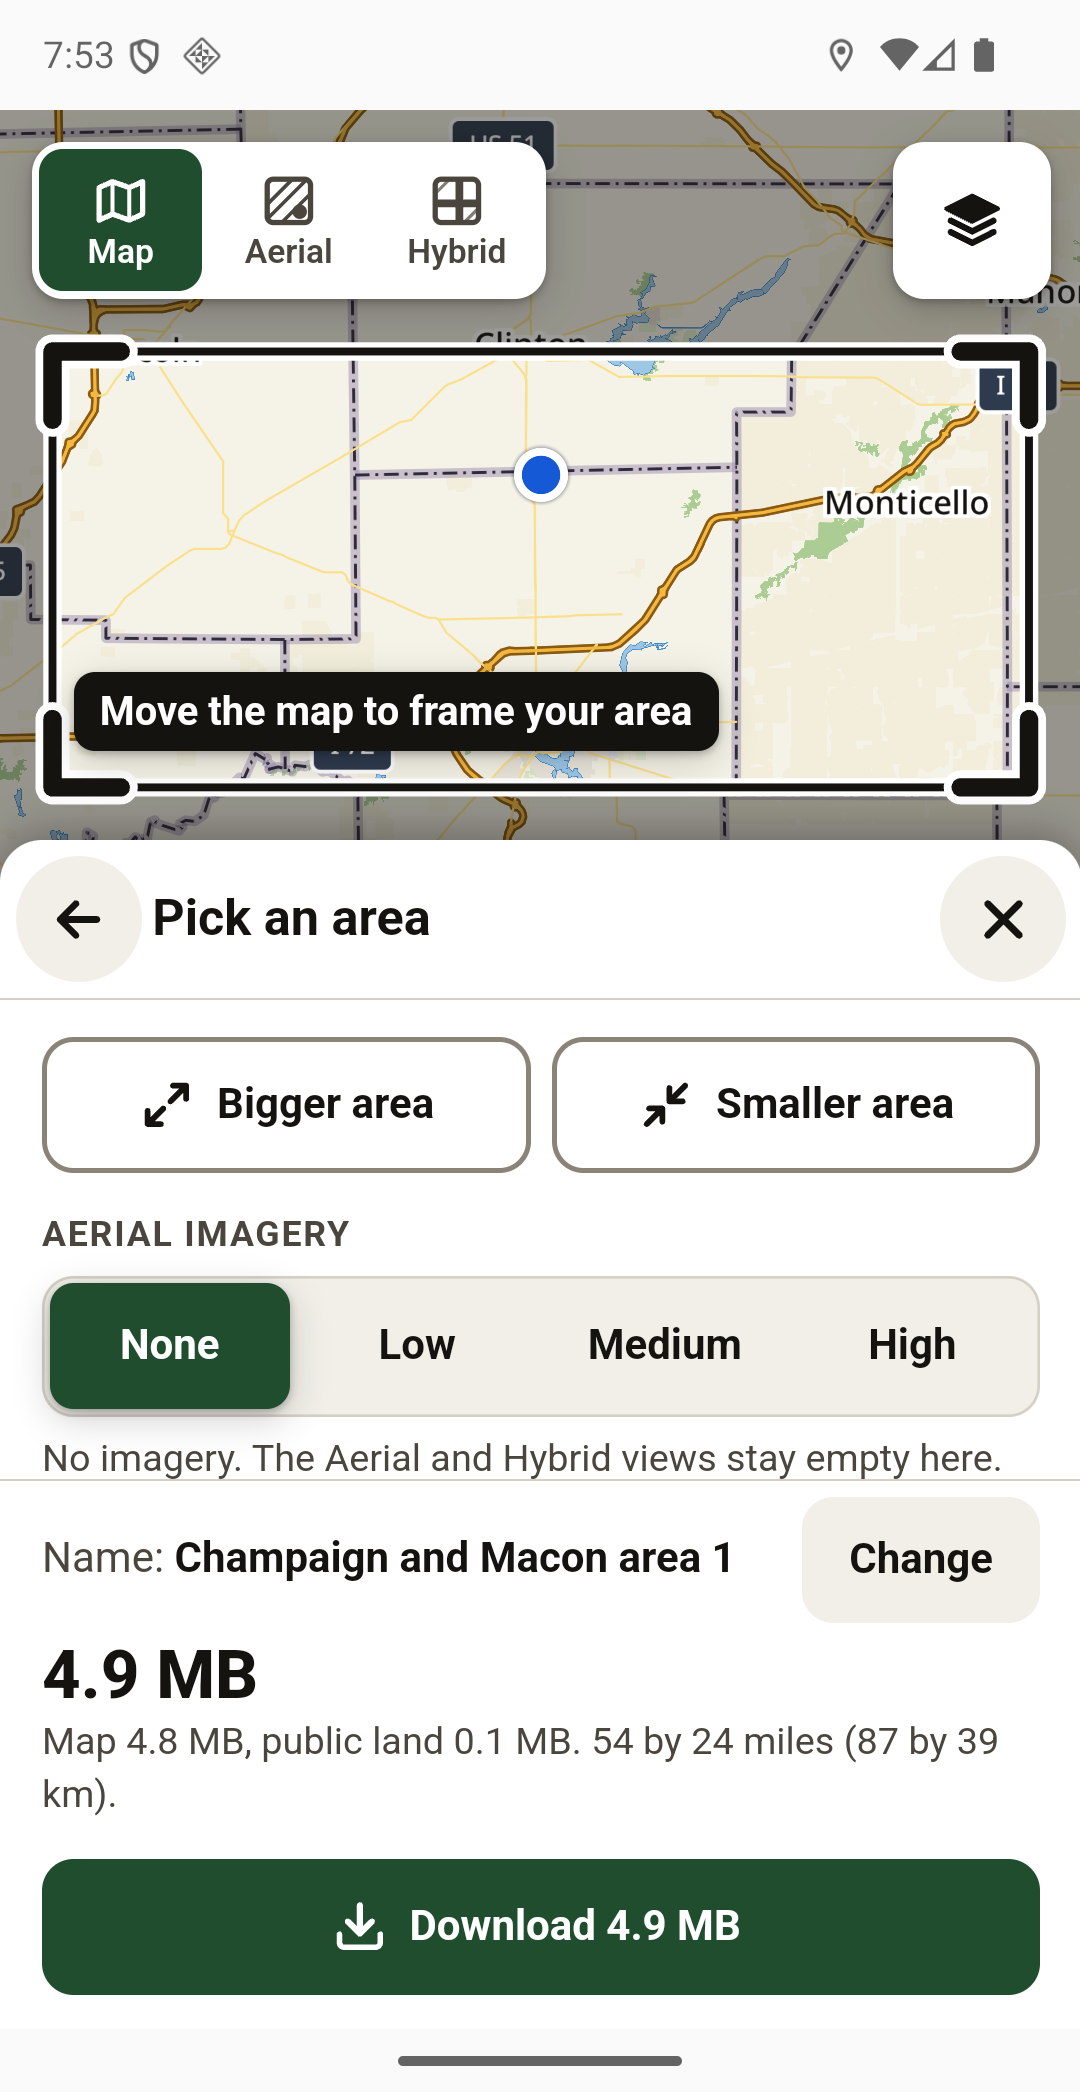 7:53
US 51
Map
Aerial
Hybrid
Clinton
I
Monticello
Move the map to frame your area
Pick an area
Bigger area
Smaller area
AERIAL IMAGERY
None
Low
Medium
High
No imagery. The Aerial and Hybrid views stay empty here.
Name: Champaign and Macon area 1
Change
4.9 MB
Map 4.8 MB, public land 0.1 MB. 54 by 24 miles (87 by 39
km).
Download 4.9 MB